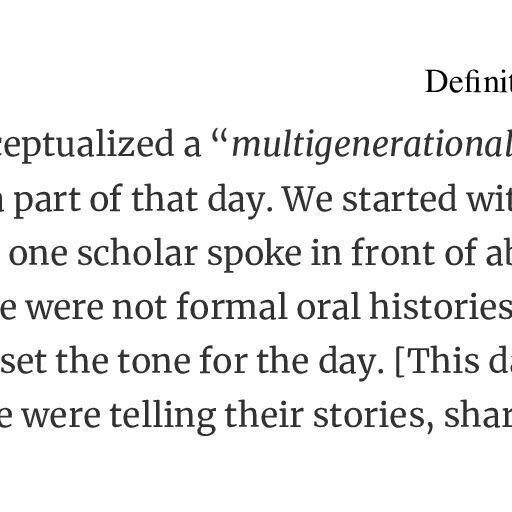 Definit
ceptualized a “multigenerational
part of that day. We started wit
one scholar spoke in front of ab
e were not formal oral histories
set the tone for the day. [This da
e were telling their stories, shar